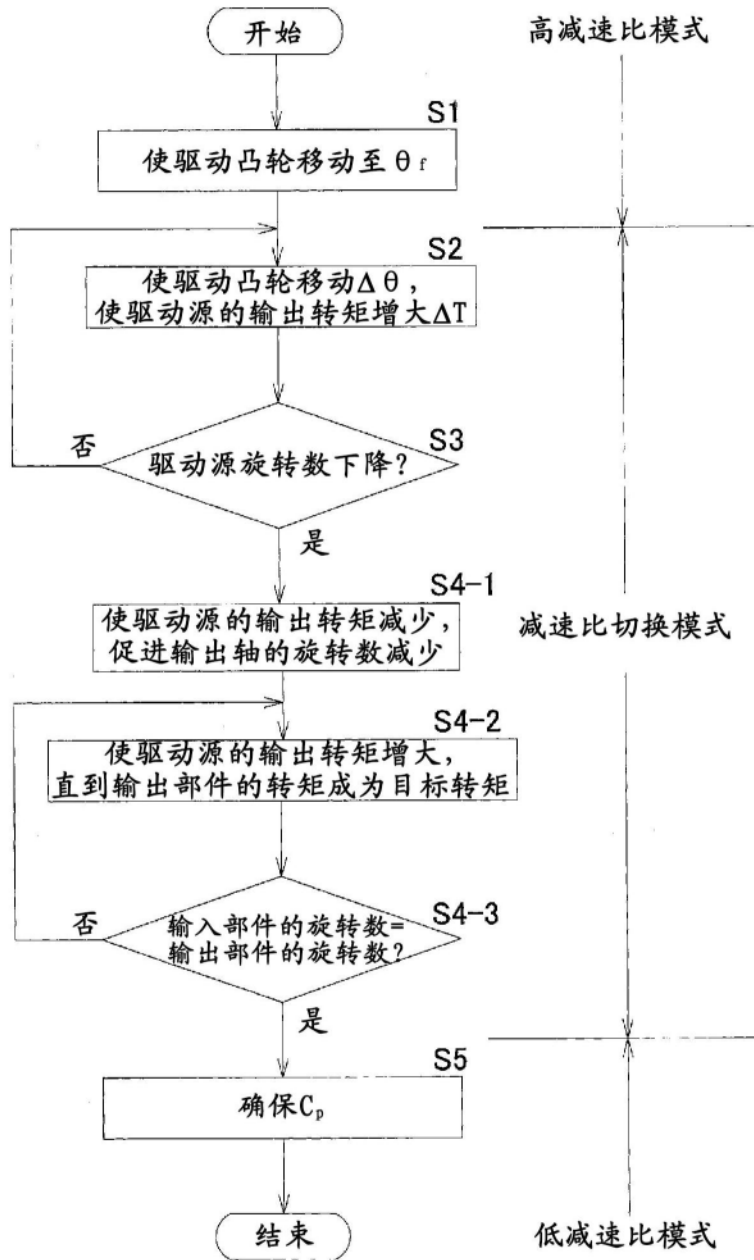 开始
高减速比模式
S1
使驱动凸轮移动至θf
S2
使驱动凸轮移动Δθ,
使驱动源的输出转矩增大ΔT
S3
驱动源旋转数下降?
否
是
S4-1
使驱动源的输出转矩减少,
促进输出轴的旋转数减少
减速比切换模式
S4-2
使驱动源的输出转矩增大,
直到输出部件的转矩成为目标转矩
S4-3
输入部件的旋转数=
输出部件的旋转数?
否
是
S5
确保Cp
结束
低减速比模式